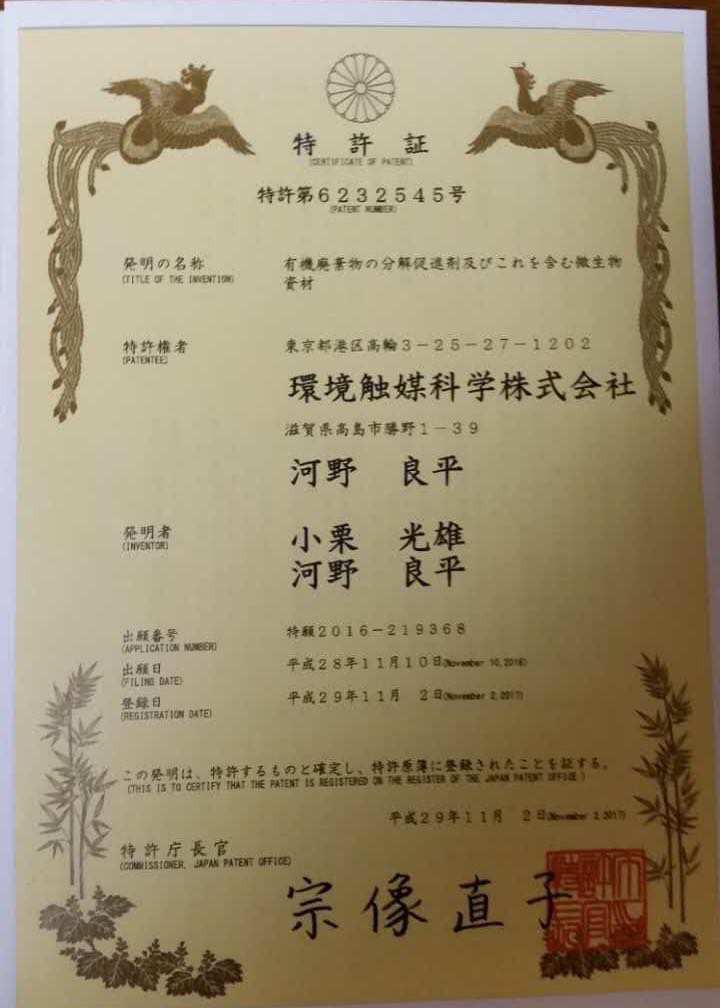 特許証
(CERTIFICATE OF PATENT)
特許第6232545号
(PATENT NUMBER)
発明の名称 有機廃棄物の分解促進剤及びこれを含む微生物
(TITLE OF THE INVENTION)
資材
特許権者 東京都港区高輪3-25-27-1202
(PATENTEE)
環境触媒科学株式会社
滋賀県高島市勝野1-39
河野 良平
発明者 小栗 光雄
(INVENTOR)
河野 良平
出願番号 特願2016-219368
(APPLICATION NUMBER)
出願日 平成28年11月10日(November 10,2016)
(FILING DATE)
登録日 平成29年11月 2日(November 2,2017)
(REGISTRATION DATE)
この発明は、特許するものと確定し、特許原簿に登録されたことを証する。
(THIS IS TO CERTIFY THAT THE PATENT IS REGISTERED ON THE REGISTER OF THE JAPAN PATENT OFFICE.)
平成29年11月 2日(November 2,2017)
特許庁長官
(COMMISSIONER, JAPAN PATENT OFFICE)
宗像直子